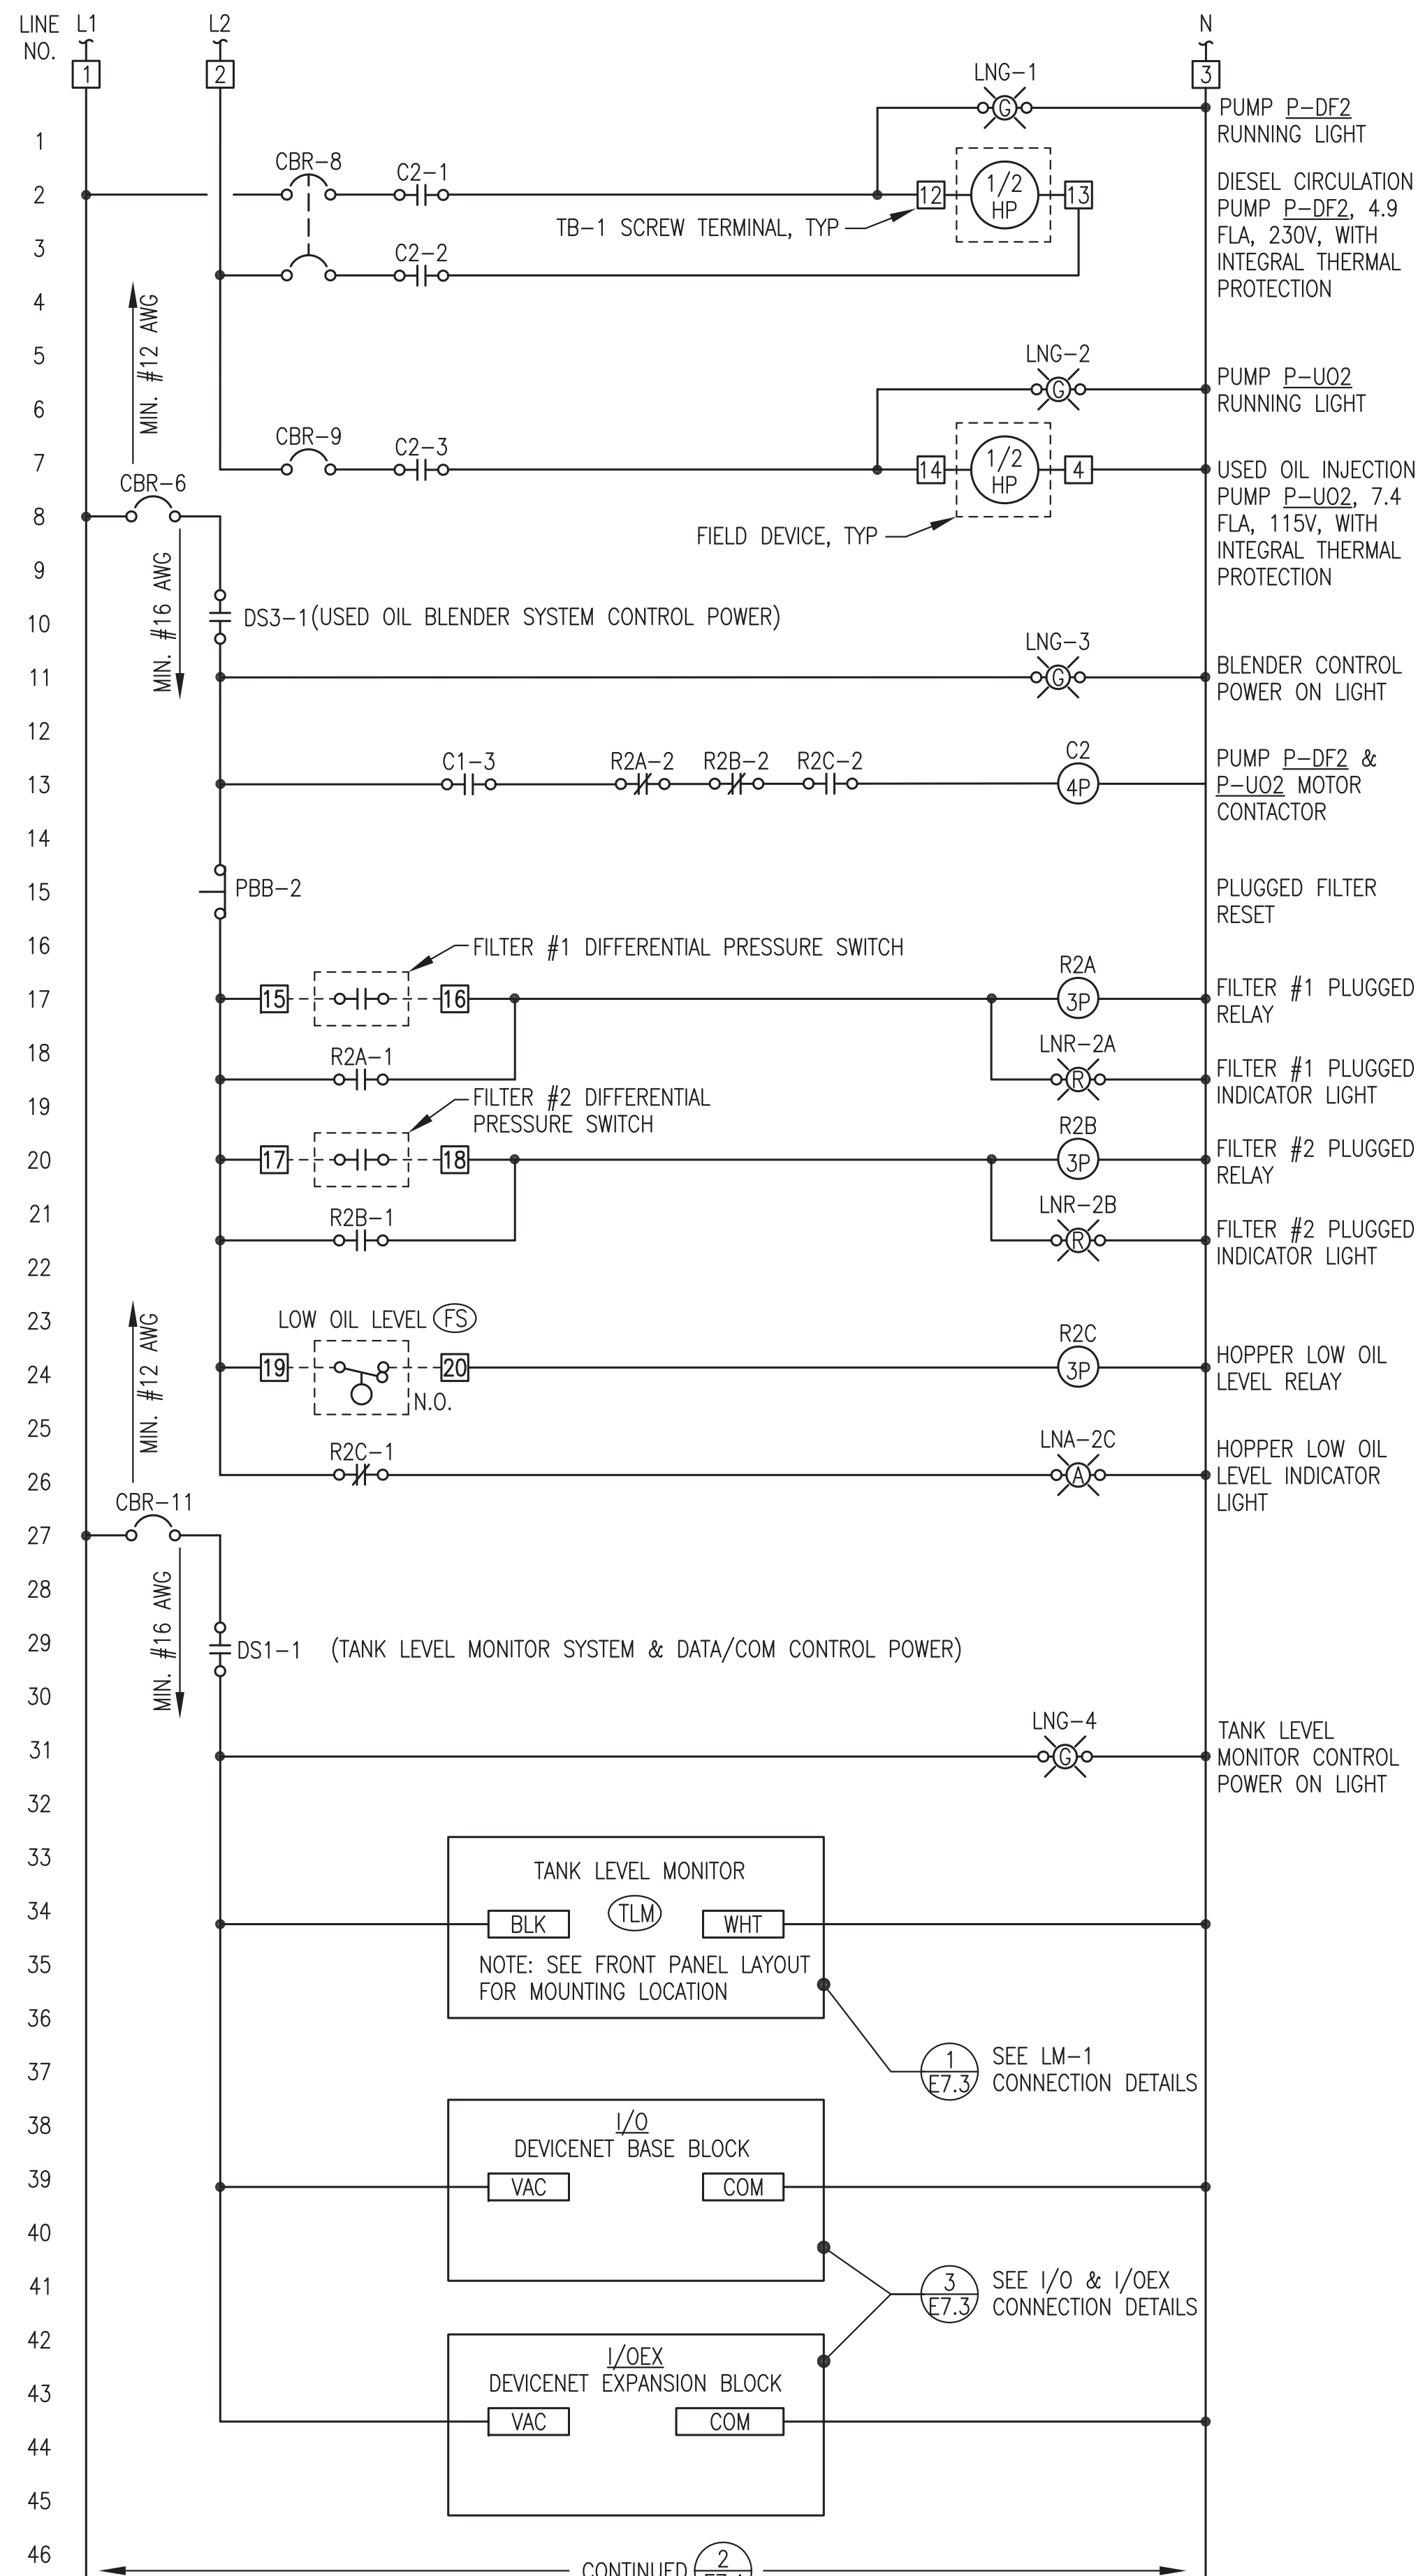 LINE NO. L1 L2 N
1 2 3
LNG-1
G
PUMP P-DF2
RUNNING LIGHT
1
CBR-8
C2-1
2
12
1/2
HP
13
DIESEL CIRCULATION
PUMP P-DF2, 4.9
FLA, 230V, WITH
INTEGRAL THERMAL
PROTECTION
TB-1 SCREW TERMINAL, TYP
3
C2-2
4
MIN. #12 AWG
5
LNG-2
G
PUMP P-UO2
RUNNING LIGHT
6
CBR-9
C2-3
7
14
1/2
HP
4
USED OIL INJECTION
PUMP P-UO2, 7.4
FLA, 115V, WITH
INTEGRAL THERMAL
PROTECTION
CBR-6
8
FIELD DEVICE, TYP
9
MIN. #16 AWG
10
DS3-1(USED OIL BLENDER SYSTEM CONTROL POWER)
LNG-3
G
11
BLENDER CONTROL
POWER ON LIGHT
12
C1-3
R2A-2
R2B-2
R2C-2
C2
4P
13
PUMP P-DF2 &
P-UO2 MOTOR
CONTACTOR
14
15
PBB-2
PLUGGED FILTER
RESET
16
FILTER #1 DIFFERENTIAL PRESSURE SWITCH
17
15
16
R2A
3P
FILTER #1 PLUGGED
RELAY
18
R2A-1
LNR-2A
R
FILTER #1 PLUGGED
INDICATOR LIGHT
19
FILTER #2 DIFFERENTIAL
PRESSURE SWITCH
20
17
18
R2B
3P
FILTER #2 PLUGGED
RELAY
21
R2B-1
LNR-2B
R
FILTER #2 PLUGGED
INDICATOR LIGHT
22
23
LOW OIL LEVEL FS
MIN. #12 AWG
24
19
20
N.O.
R2C
3P
HOPPER LOW OIL
LEVEL RELAY
25
R2C-1
LNA-2C
A
26
HOPPER LOW OIL
LEVEL INDICATOR
LIGHT
CBR-11
27
28
MIN. #16 AWG
29
DS1-1 (TANK LEVEL MONITOR SYSTEM & DATA/COM CONTROL POWER)
30
LNG-4
G
31
TANK LEVEL
MONITOR CONTROL
POWER ON LIGHT
32
33
TANK LEVEL MONITOR
34
BLK TLM WHT
35
NOTE: SEE FRONT PANEL LAYOUT
FOR MOUNTING LOCATION
36
37
1
E7.3
SEE LM-1
CONNECTION DETAILS
38
I/O
DEVICENET BASE BLOCK
39
VAC COM
40
41
3
E7.3
SEE I/O & I/OEX
CONNECTION DETAILS
42
I/OEX
DEVICENET EXPANSION BLOCK
43
VAC COM
44
45
46
CONTINUED 2